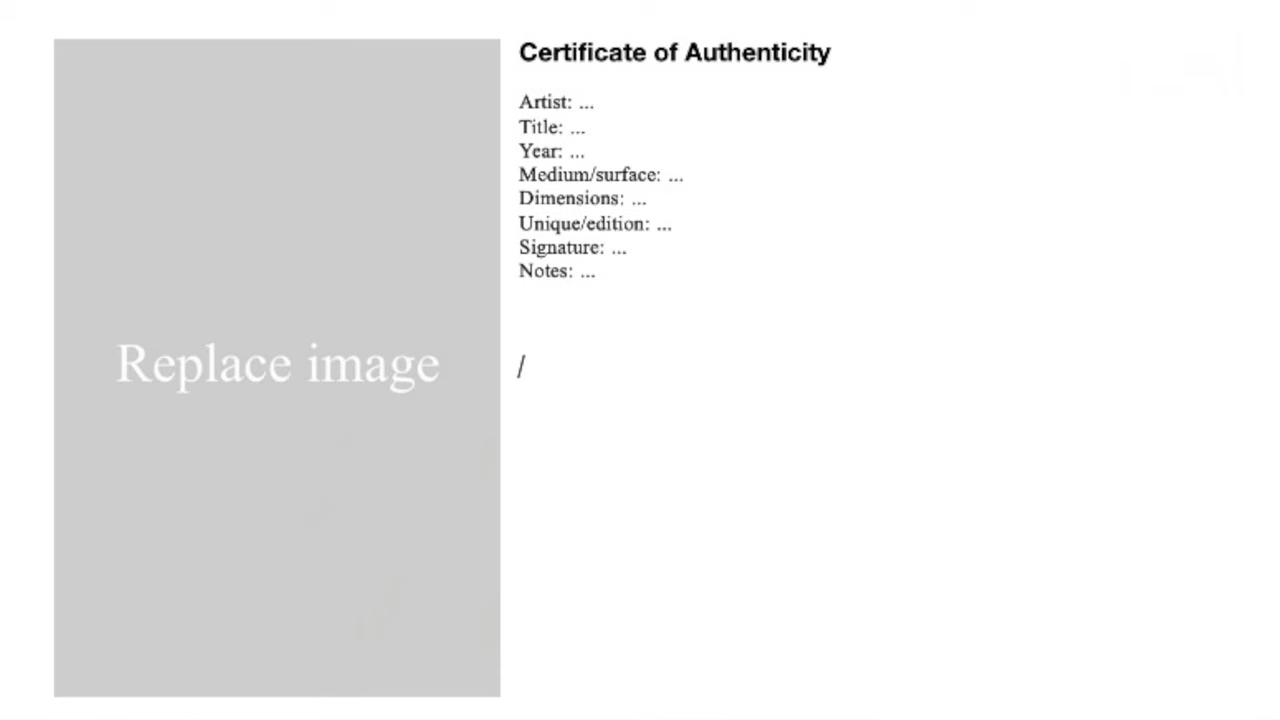 Certificate of Authenticity
Artist: ...
Title: ...
Year: ...
Medium/surface: ...
Dimensions: ...
Unique/edition: ...
Signature: ...
Notes: ...
Replace image
/